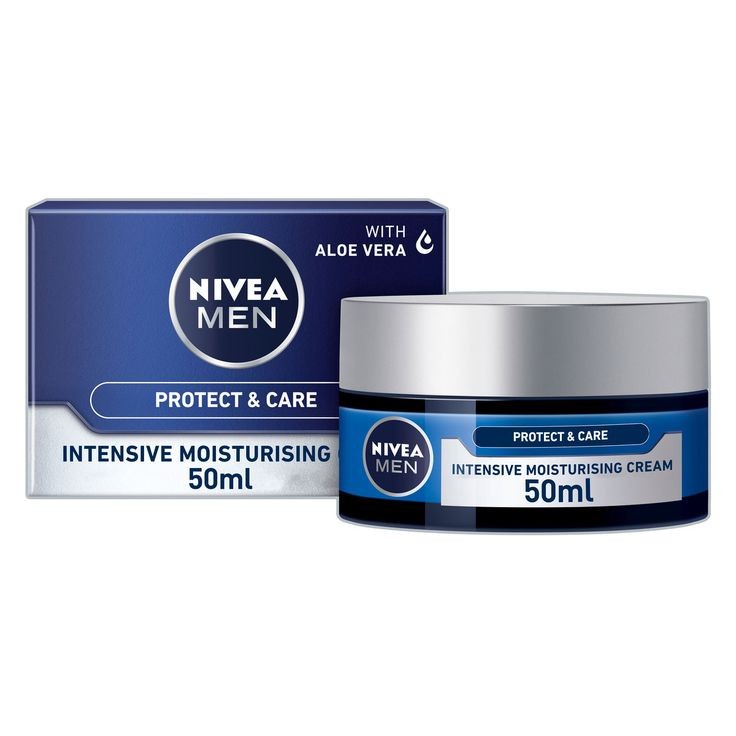 WITH
ALOE VERA
NIVEA
MEN
PROTECT & CARE
INTENSIVE MOISTURISING
50ml
NIVEA
MEN
PROTECT & CARE
INTENSIVE MOISTURISING CREAM
50ml